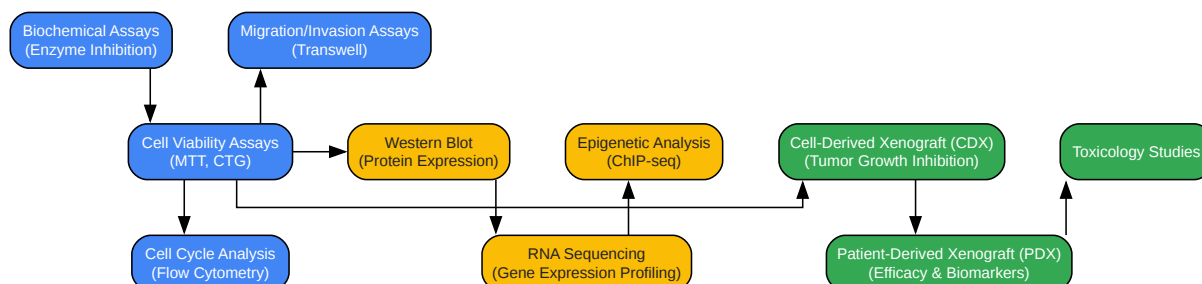 Biochemical Assays
(Enzyme Inhibition)
Migration/Invasion Assays
(Transwell)
Cell Viability Assays
(MTT, CTG)
Western Blot
(Protein Expression)
Epigenetic Analysis
(ChIP-seq)
Cell-Derived Xenograft (CDX)
(Tumor Growth Inhibition)
Toxicology Studies
Cell Cycle Analysis
(Flow Cytometry)
RNA Sequencing
(Gene Expression Profiling)
Patient-Derived Xenograft (PDX)
(Efficacy & Biomarkers)